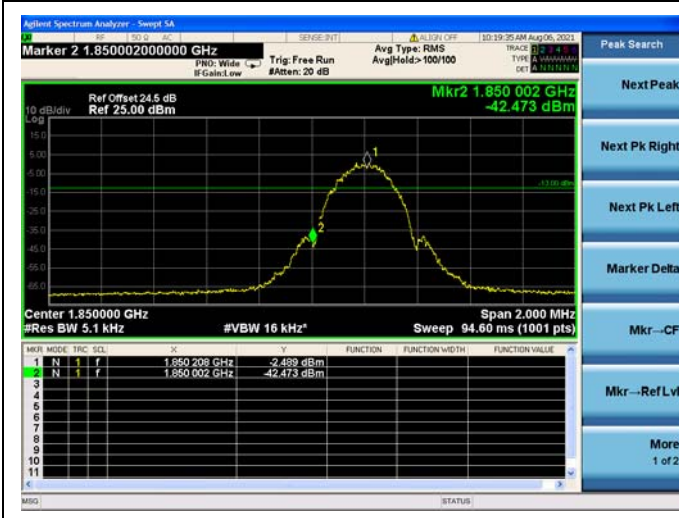 Agilent Spectrum Analyzer - Swept SA
RF 50 Ω AC SENSE:INT ALIGN OFF 10:19:35 AM Aug 06, 2021
Marker 2 1.850002000000 GHz
PNO: Wide
IFGain:Low
Trig: Free Run
#Atten: 20 dB
Avg Type: RMS
Avg|Hold:>100/100
TRACE 1 2 3 4 5 6
TYPE A WWWWW
DET A N N N N N
Peak Search
Ref Offset 24.5 dB
10 dB/div Ref 25.00 dBm
Log
Mkr2 1.850 002 GHz
-42.473 dBm
15.0
5.00
-5.00
-15.0
-25.0
-35.0
-45.0
-55.0
-65.0
1
2
-13.00 dBm
Center 1.850000 GHz Span 2.000 MHz
#Res BW 5.1 kHz #VBW 16 kHz* Sweep 94.60 ms (1001 pts)
MKR MODE TRC SCL X Y FUNCTION FUNCTION WIDTH FUNCTION VALUE
1 N 1 f 1.850 208 GHz -2.489 dBm
2 N 1 f 1.850 002 GHz -42.473 dBm
3
4
5
6
7
8
9
10
11
MSG STATUS
Next Peak
Next Pk Right
Next Pk Left
Marker Delta
Mkr→CF
Mkr→Ref Lvl
More
1 of 2